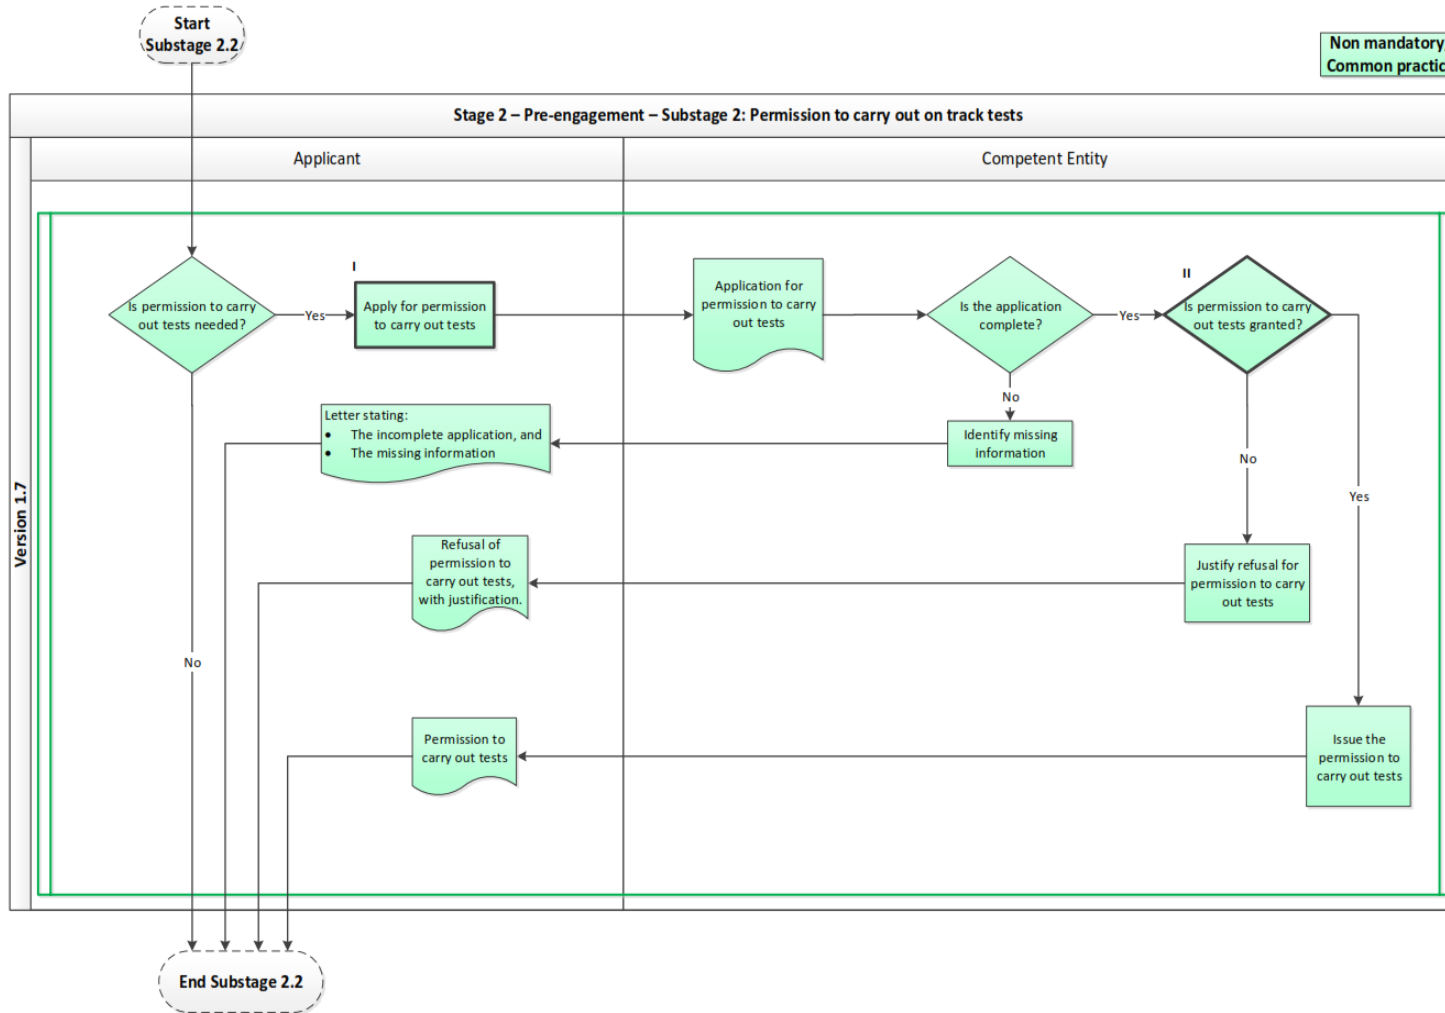 Start
Substage 2.2
Non mandatory,
Common practic
Stage 2 – Pre-engagement – Substage 2: Permission to carry out on track tests
Applicant
Competent Entity
Version 1.7
Is permission to carry
out tests needed?
Yes
I
Apply for permission
to carry out tests
Application for
permission to carry
out tests
Is the application
complete?
Yes
II
Is permission to carry
out tests granted?
No
Letter stating:
• The incomplete application, and
• The missing information
Identify missing
information
No
Yes
Refusal of
permission to
carry out tests,
with justification.
Justify refusal for
permission to carry
out tests
No
Permission to
carry out tests
Issue the
permission to
carry out tests
End Substage 2.2